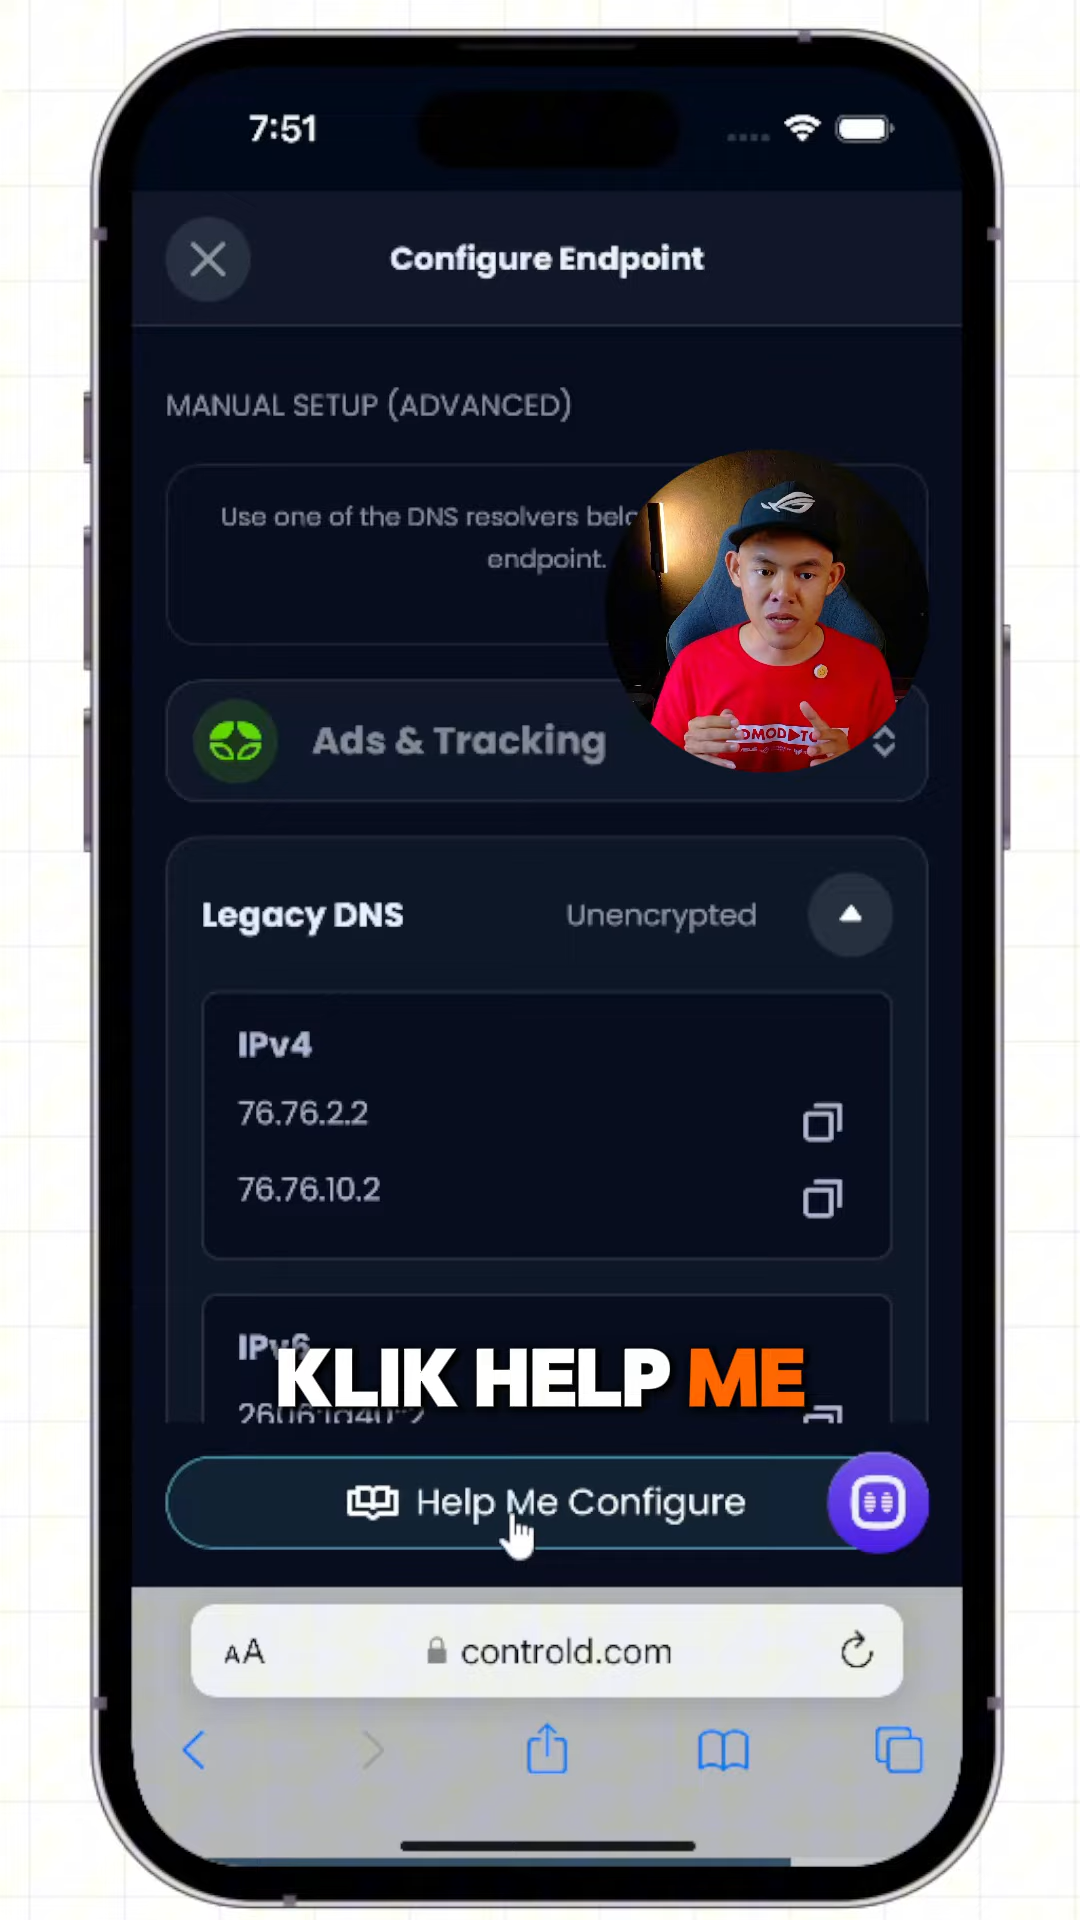 7:51
Configure Endpoint
MANUAL SETUP (ADVANCED)
Use one of the DNS resolvers
endpoint.
Ads & Tracking
Legacy DNS Unencrypted
IPv4
76.76.2.2
76.76.10.2
IPv6
KLIK HELP ME
Help Me Configure
AA controld.com